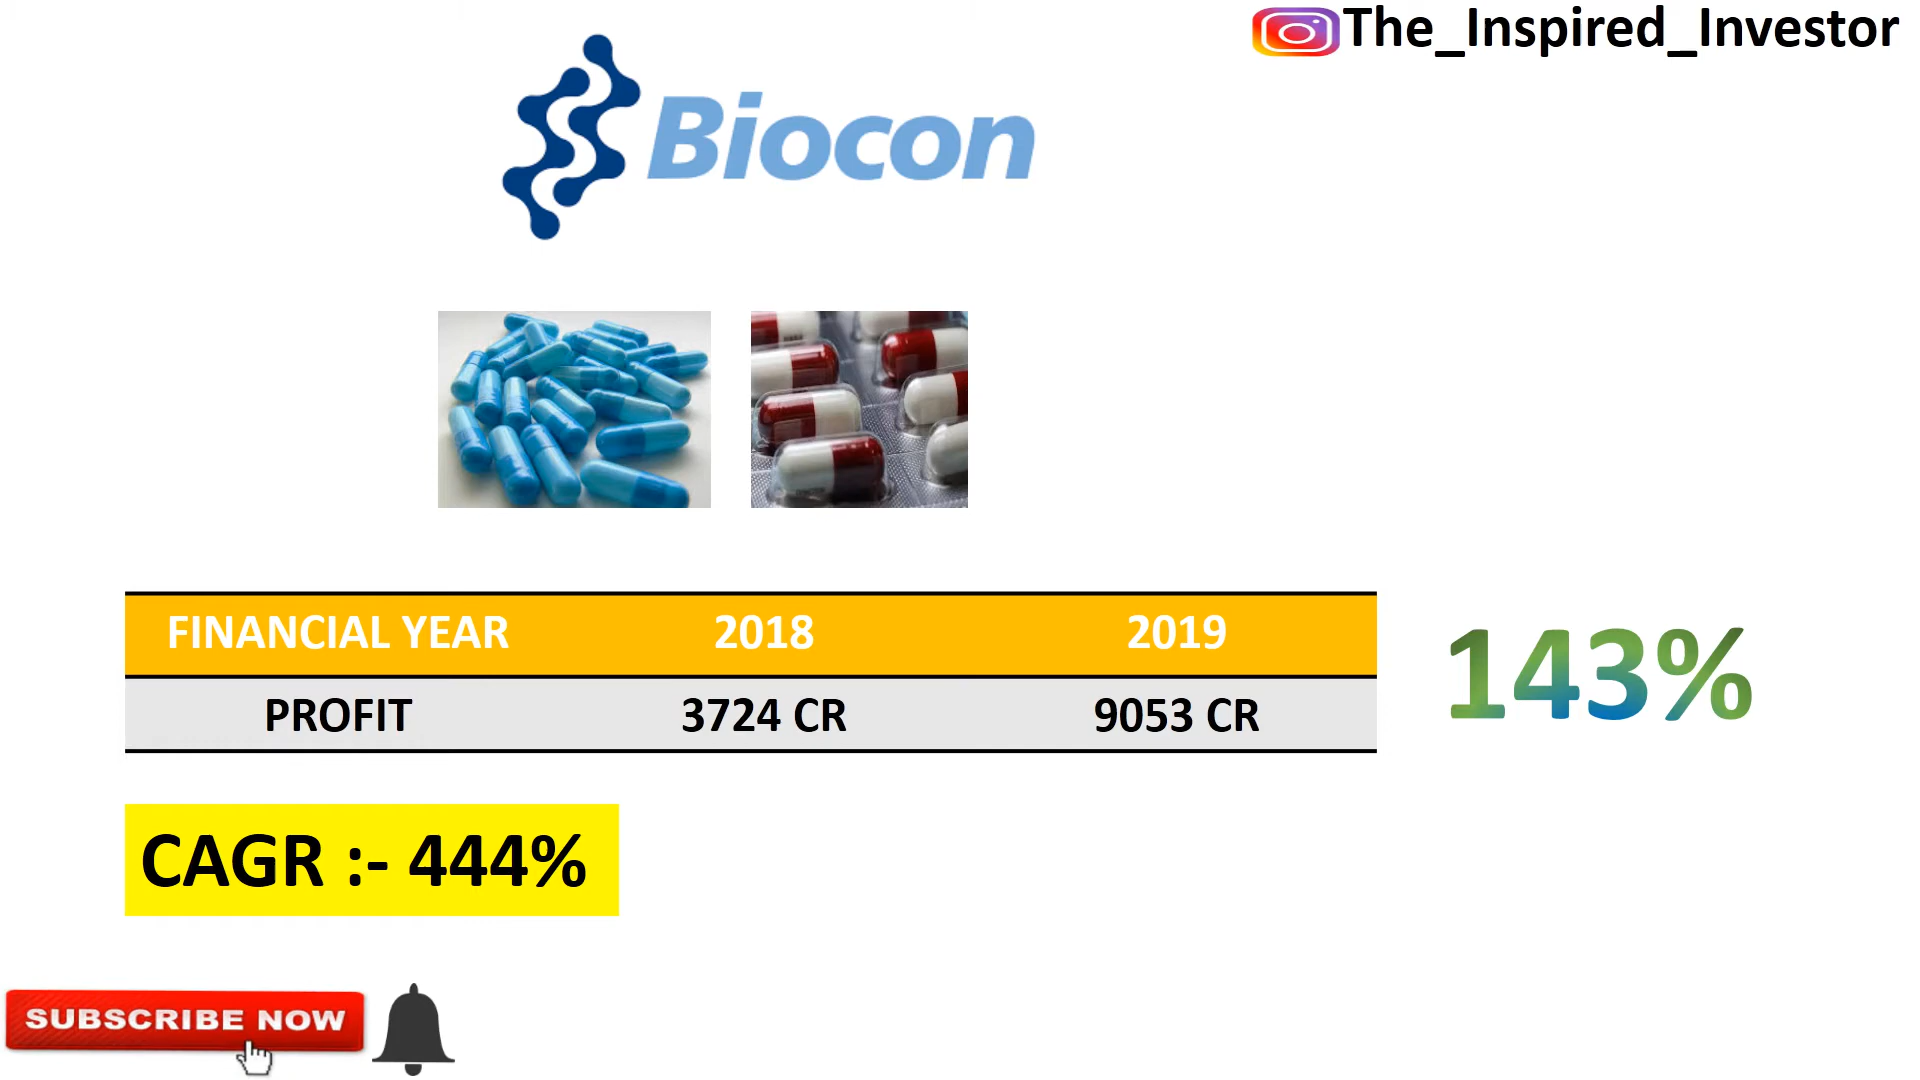 The_Inspired_Investor
Biocon
FINANCIAL YEAR 2018 2019
PROFIT 3724 CR 9053 CR
143%
CAGR :- 444%
SUBSCRIBE NOW